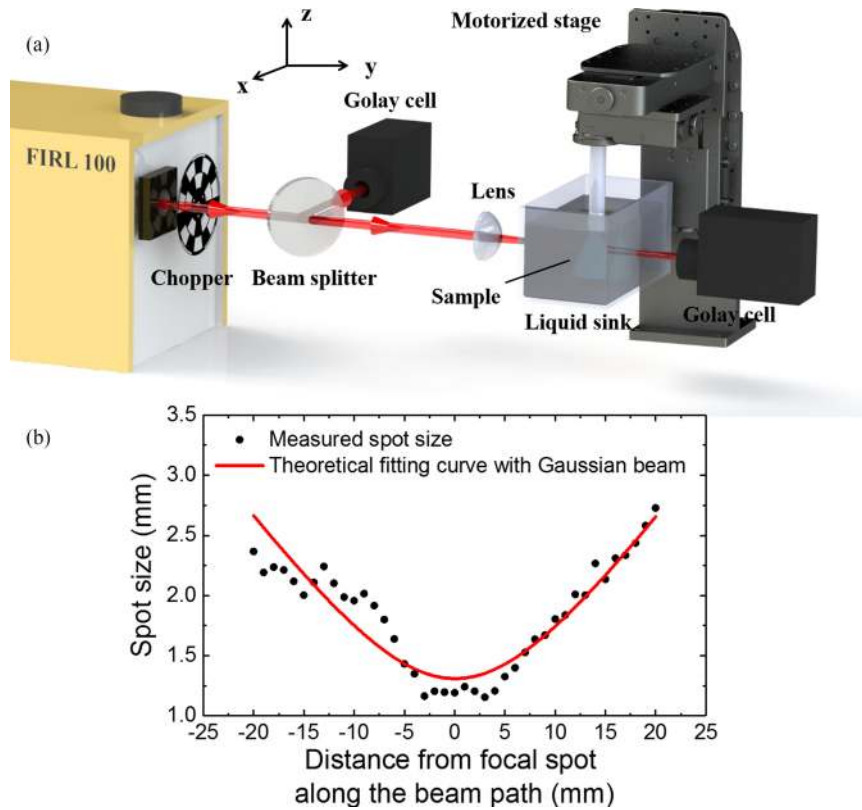 (a)
z
x
y
Motorized stage
Golay cell
FIRL 100
Lens
Chopper
Beam splitter
Sample
Liquid sink
Golay cell
(b)
3.5
3.0
2.5
2.0
1.5
1.0
Spot size (mm)
Measured spot size
Theoretical fitting curve with Gaussian beam
-25 -20 -15 -10 -5 0 5 10 15 20 25
Distance from focal spot
along the beam path (mm)